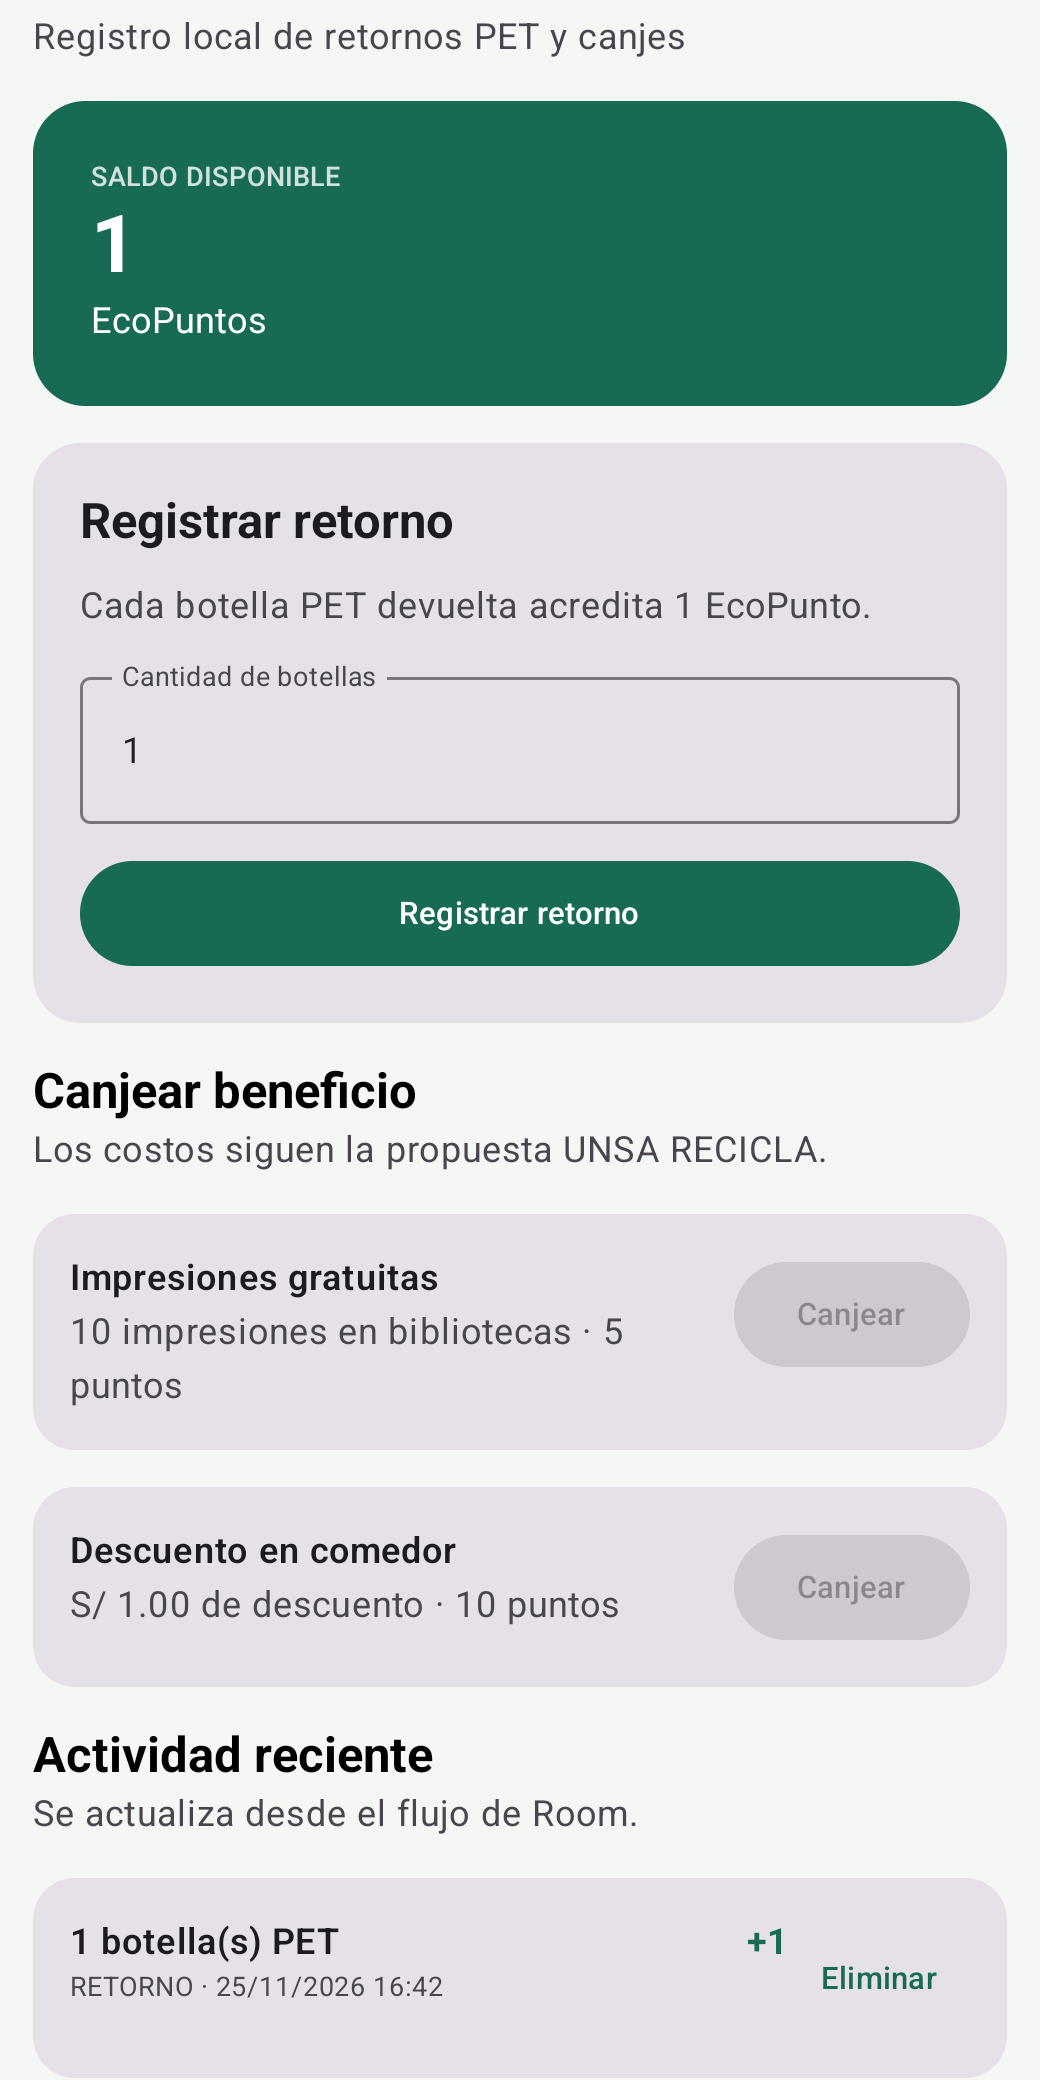 Registro local de retornos PET y canjes
SALDO DISPONIBLE
1
EcoPuntos
Registrar retorno
Cada botella PET devuelta acredita 1 EcoPunto.
Cantidad de botellas
1
Registrar retorno
Canjear beneficio
Los costos siguen la propuesta UNSA RECICLA.
Impresiones gratuitas
10 impresiones en bibliotecas · 5
puntos
Canjear
Descuento en comedor
S/ 1.00 de descuento · 10 puntos
Canjear
Actividad reciente
Se actualiza desde el flujo de Room.
1 botella(s) PET
RETORNO · 25/11/2026 16:42
+1
Eliminar